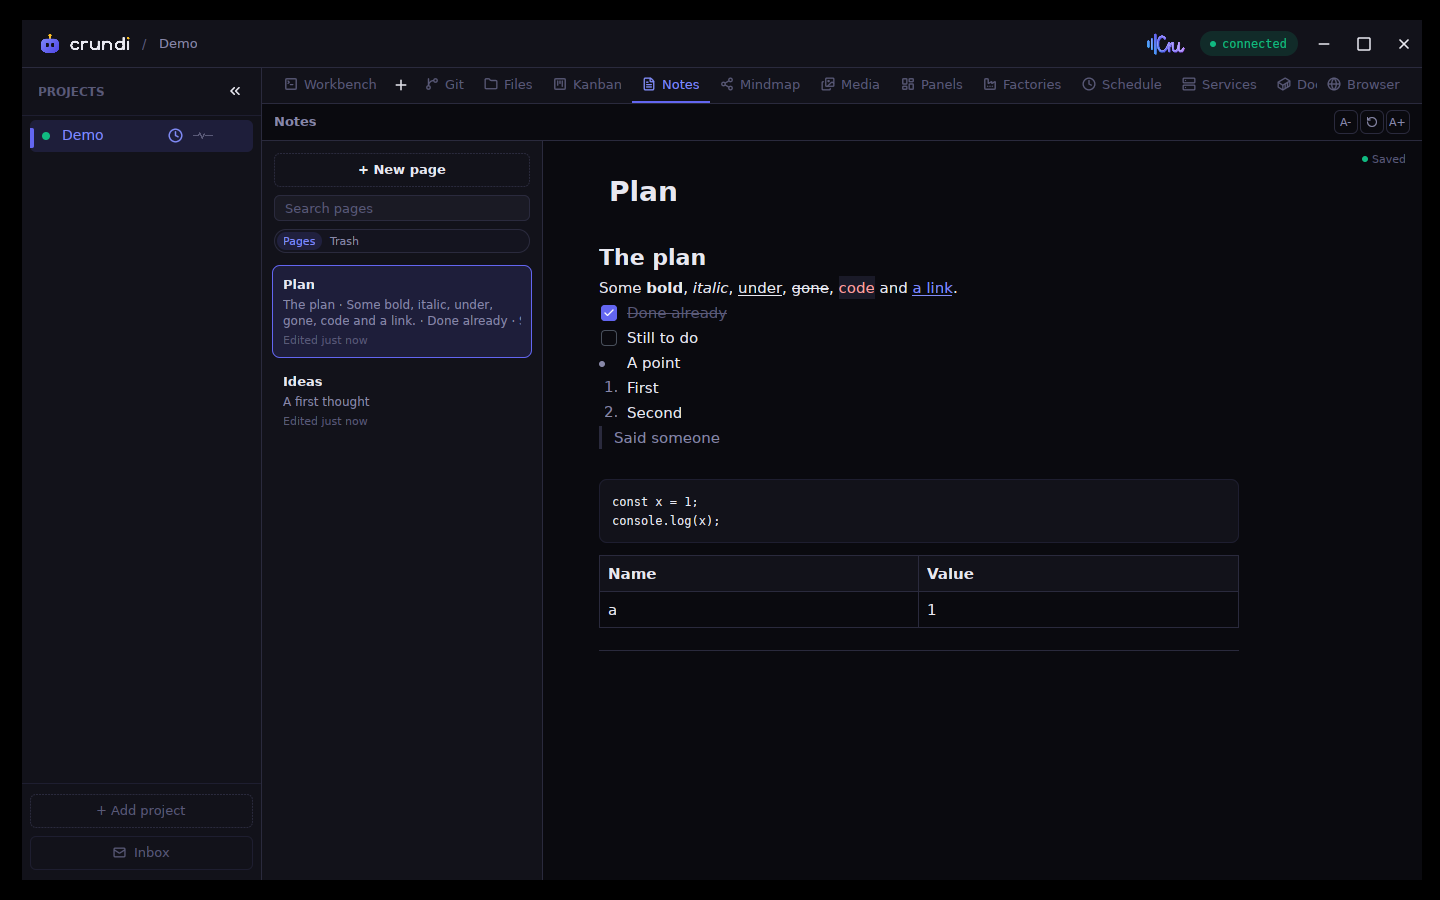 crundi / Demo
Cru
connected
PROJECTS
Workbench
Git
Files
Kanban
Notes
Mindmap
Media
Panels
Factories
Schedule
Services
Browser
Demo
Notes
A-
A+
+ New page
Search pages
Pages
Trash
Plan
The plan · Some bold, italic, under,
gone, code and a link. · Done already ·
Edited just now
Ideas
A first thought
Edited just now
Saved
Plan
The plan
Some bold, italic, under, gone, code and a link.
Done already
Still to do
A point
1. First
2. Second
Said someone
const x = 1;
console.log(x);
Name Value
a 1
+ Add project
Inbox